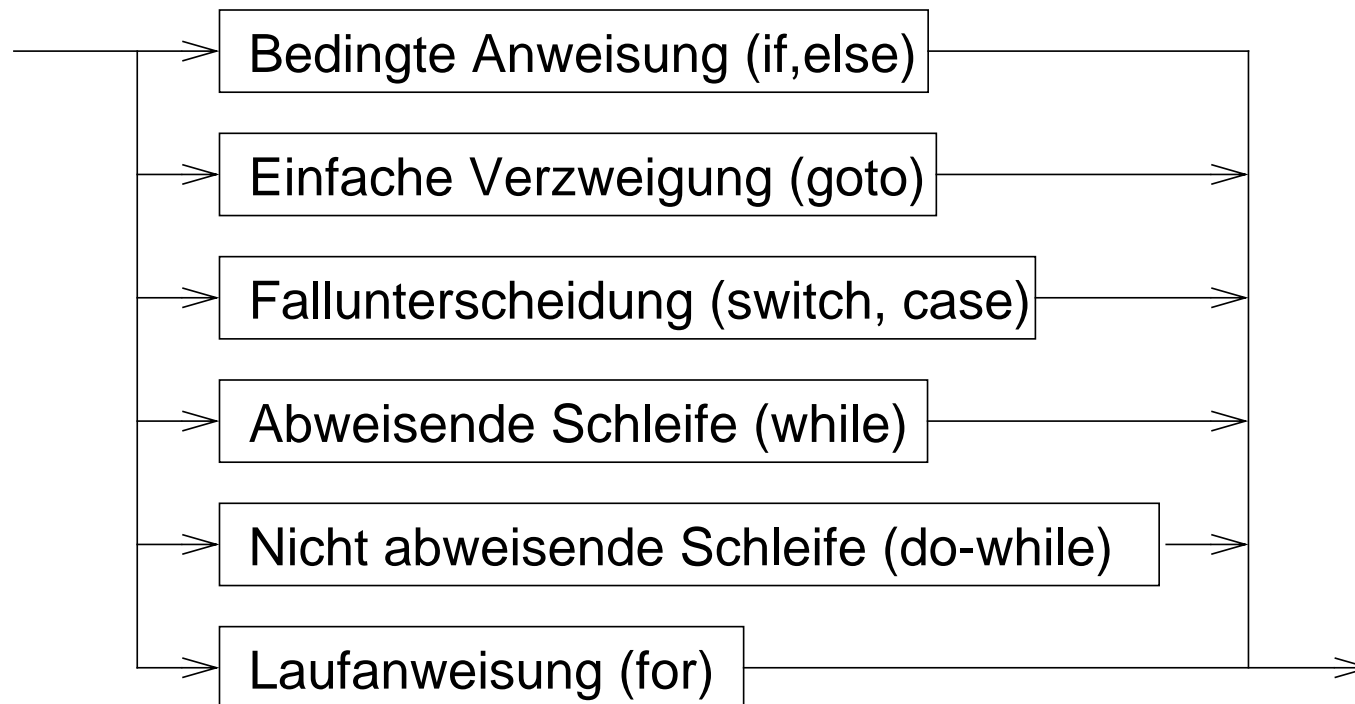 Bedingte Anweisung (if,else)
Einfache Verzweigung (goto)
Fallunterscheidung (switch, case)
Abweisende Schleife (while)
Nicht abweisende Schleife (do-while)
Laufanweisung (for)